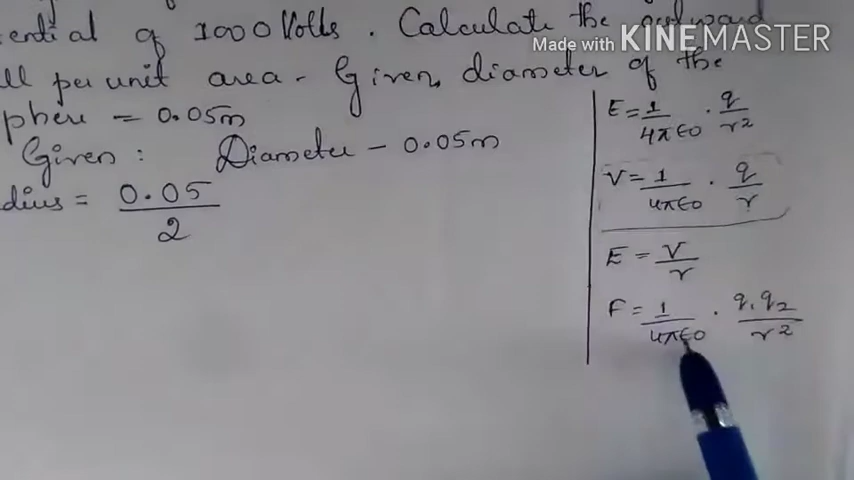 ential of 1000 Volts. Calculate the outward
ll per unit area. Given, diameter of the
phere = 0.05m
Given: Diameter - 0.05m
dius = 0.05/2
E = 1/4πε0 · q/r²
V = 1/4πε0 · q/r
E = V/r
F = 1/4πε0 · q1q2/r²
Made with KINEMASTER